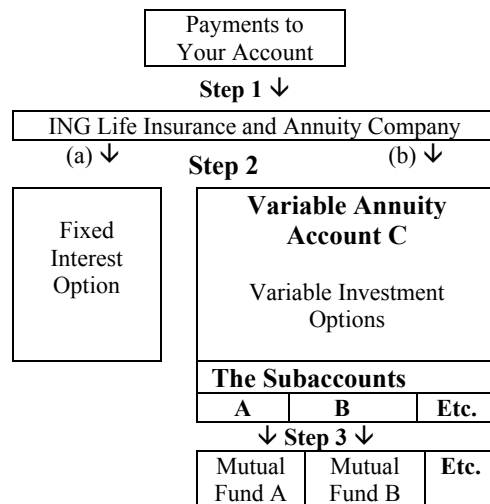 Payments to
Your Account
Step 1 ↓
ING Life Insurance and Annuity Company
(a) ↓ (b) ↓
Step 2
Fixed
Interest
Option
Variable Annuity
Account C
Variable Investment
Options
The Subaccounts
A B Etc.
↓ Step 3 ↓
Mutual
Fund A
Mutual
Fund B
Etc.